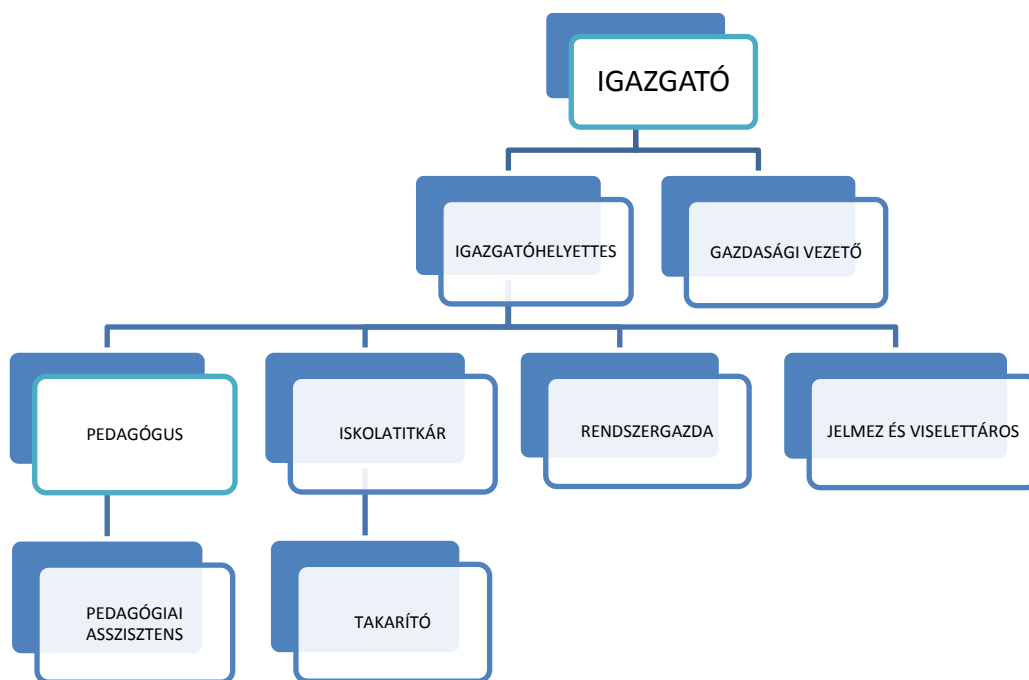 IGAZGATÓ
IGAZGATÓHELYETTES
GAZDASÁGI VEZETŐ
PEDAGÓGUS
ISKOLATITKÁR
RENDSZERGAZDA
JELMEZ ÉS VISELETTÁROS
PEDAGÓGIAI
ASSZISZTENS
TAKARÍTÓ